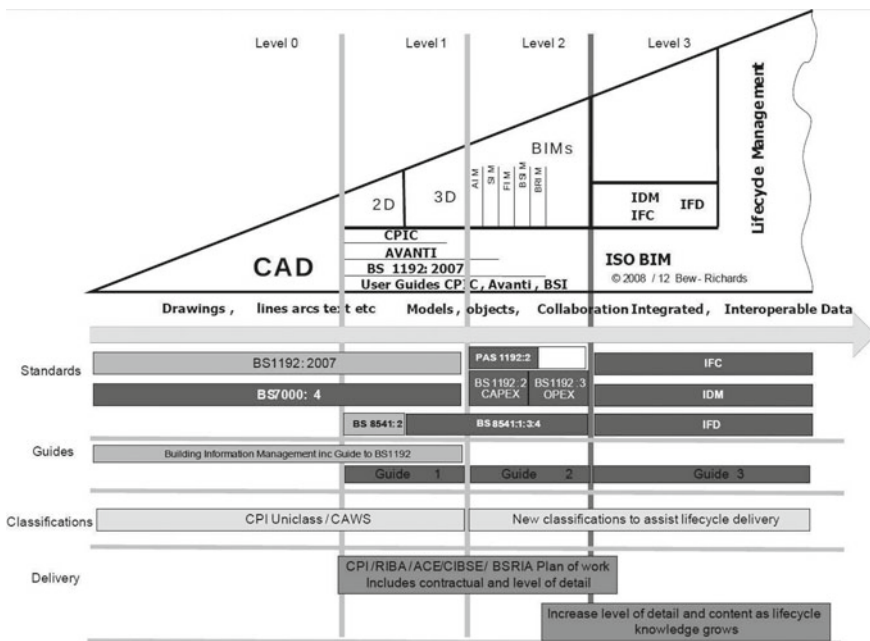 Level 0 Level 1 Level 2 Level 3
Lifecycle Management
BIMs
2D 3D
AIM
SIM
FIM
BSIM
BRIM
IDM
IFC
IFD
CPIC
AVANTI
BS 1192: 2007
User Guides CPIC, Avanti , BSI
CAD
ISO BIM
© 2008 / 12 Bew - Richards
Drawings , lines arcs text etc Models , objects, Collaboration Integrated , Interoperable Data
Standards
BS1192: 2007
BS7000: 4
BS 8541: 2
PAS 1192:2
BS 1192: 2
CAPEX
BS1192 :3
OPEX
BS 8541:1: 3:4
IFC
IDM
IFD
Guides
Building Information Management inc Guide to BS1192
Guide 1
Guide 2
Guide 3
Classifications
CPI Uniclass / CAWS
New classifications to assist lifecycle delivery
Delivery
CPI /RIBA / ACE/CIBSE/ BSRIA Plan of work
Includes contractual and level of detail
Increase level of detail and content as lifecycle
knowledge grows